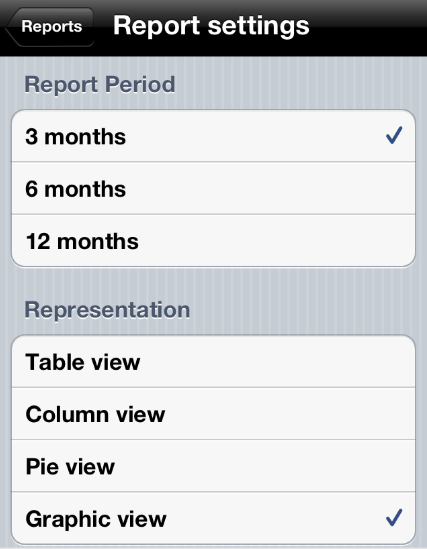 Reports
Report settings
Report Period
3 months
6 months
12 months
Representation
Table view
Column view
Pie view
Graphic view